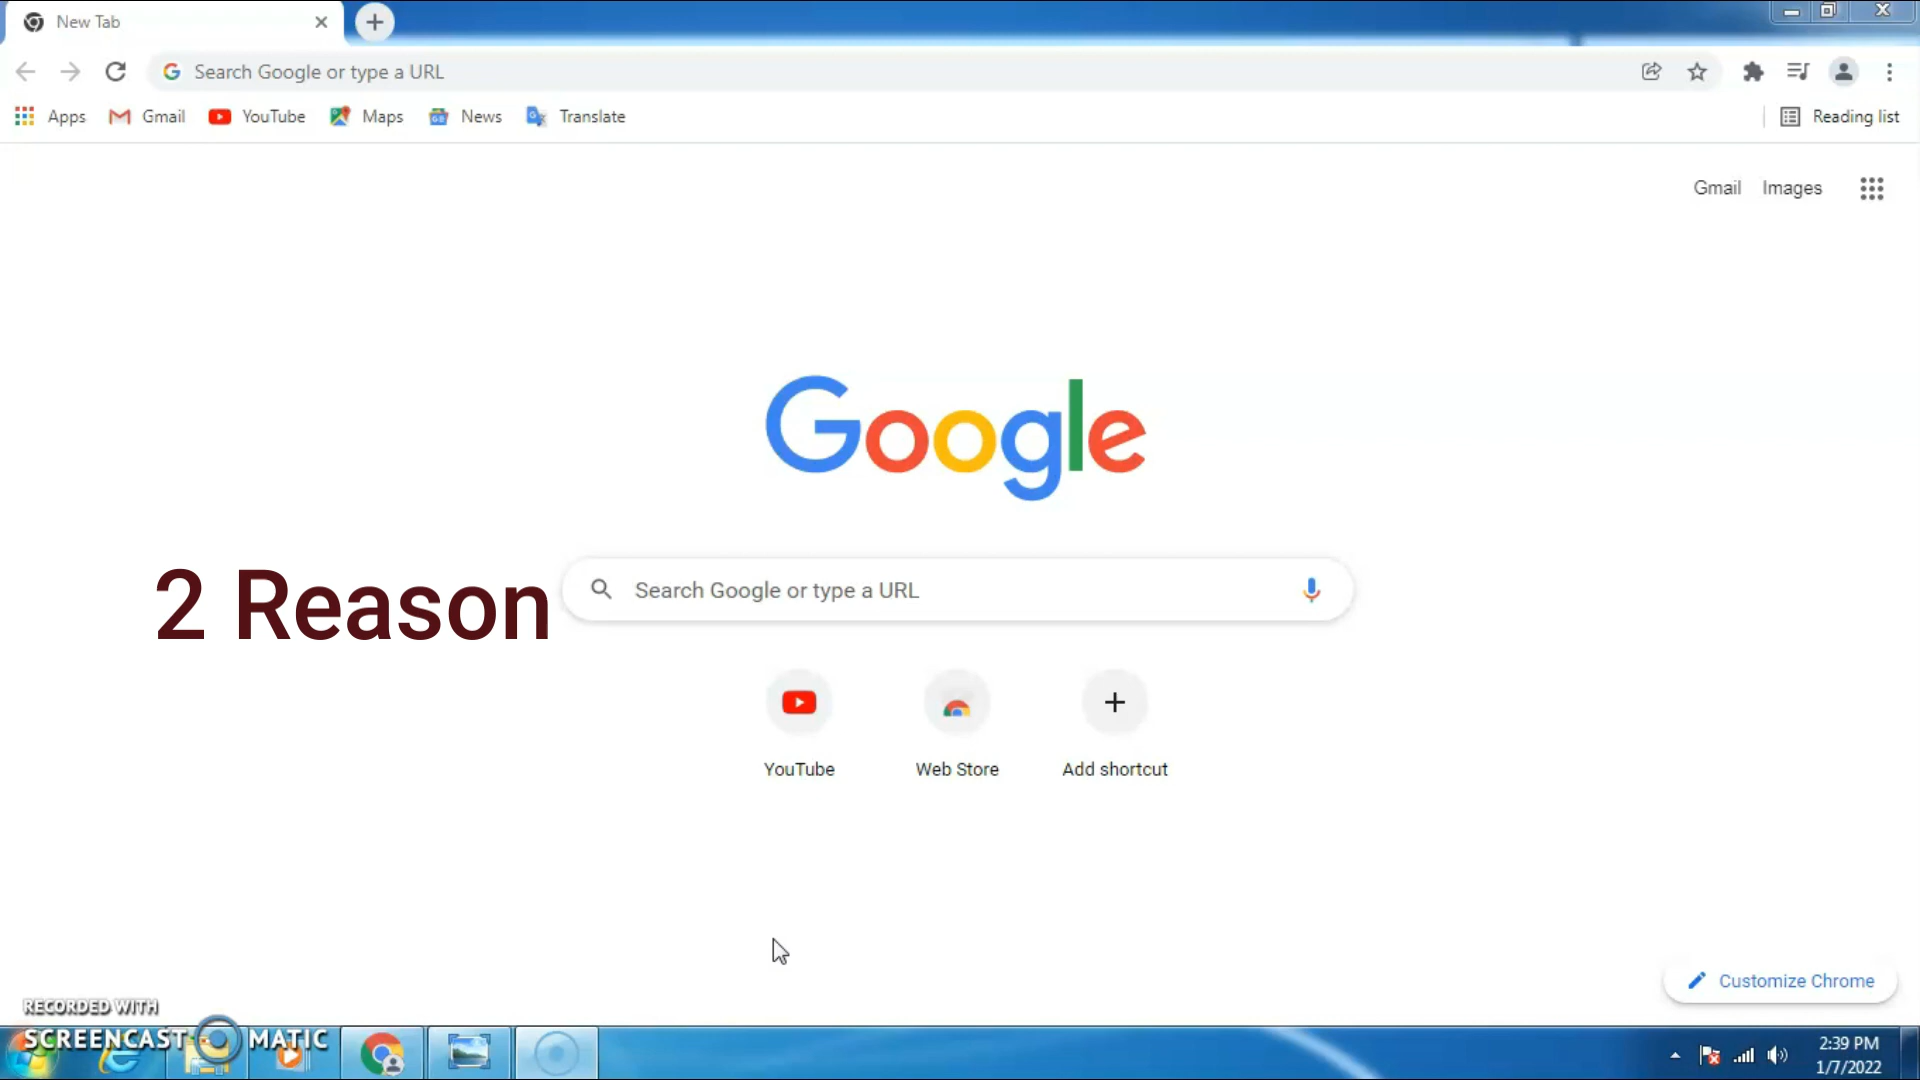 New Tab
Search Google or type a URL
Apps Gmail YouTube Maps News Translate Reading list
Gmail Images
Google
2 Reason
Search Google or type a URL
YouTube Web Store Add shortcut
Customize Chrome
RECORDED WITH
SCREENCAST MATIC
2:39 PM
1/7/2022